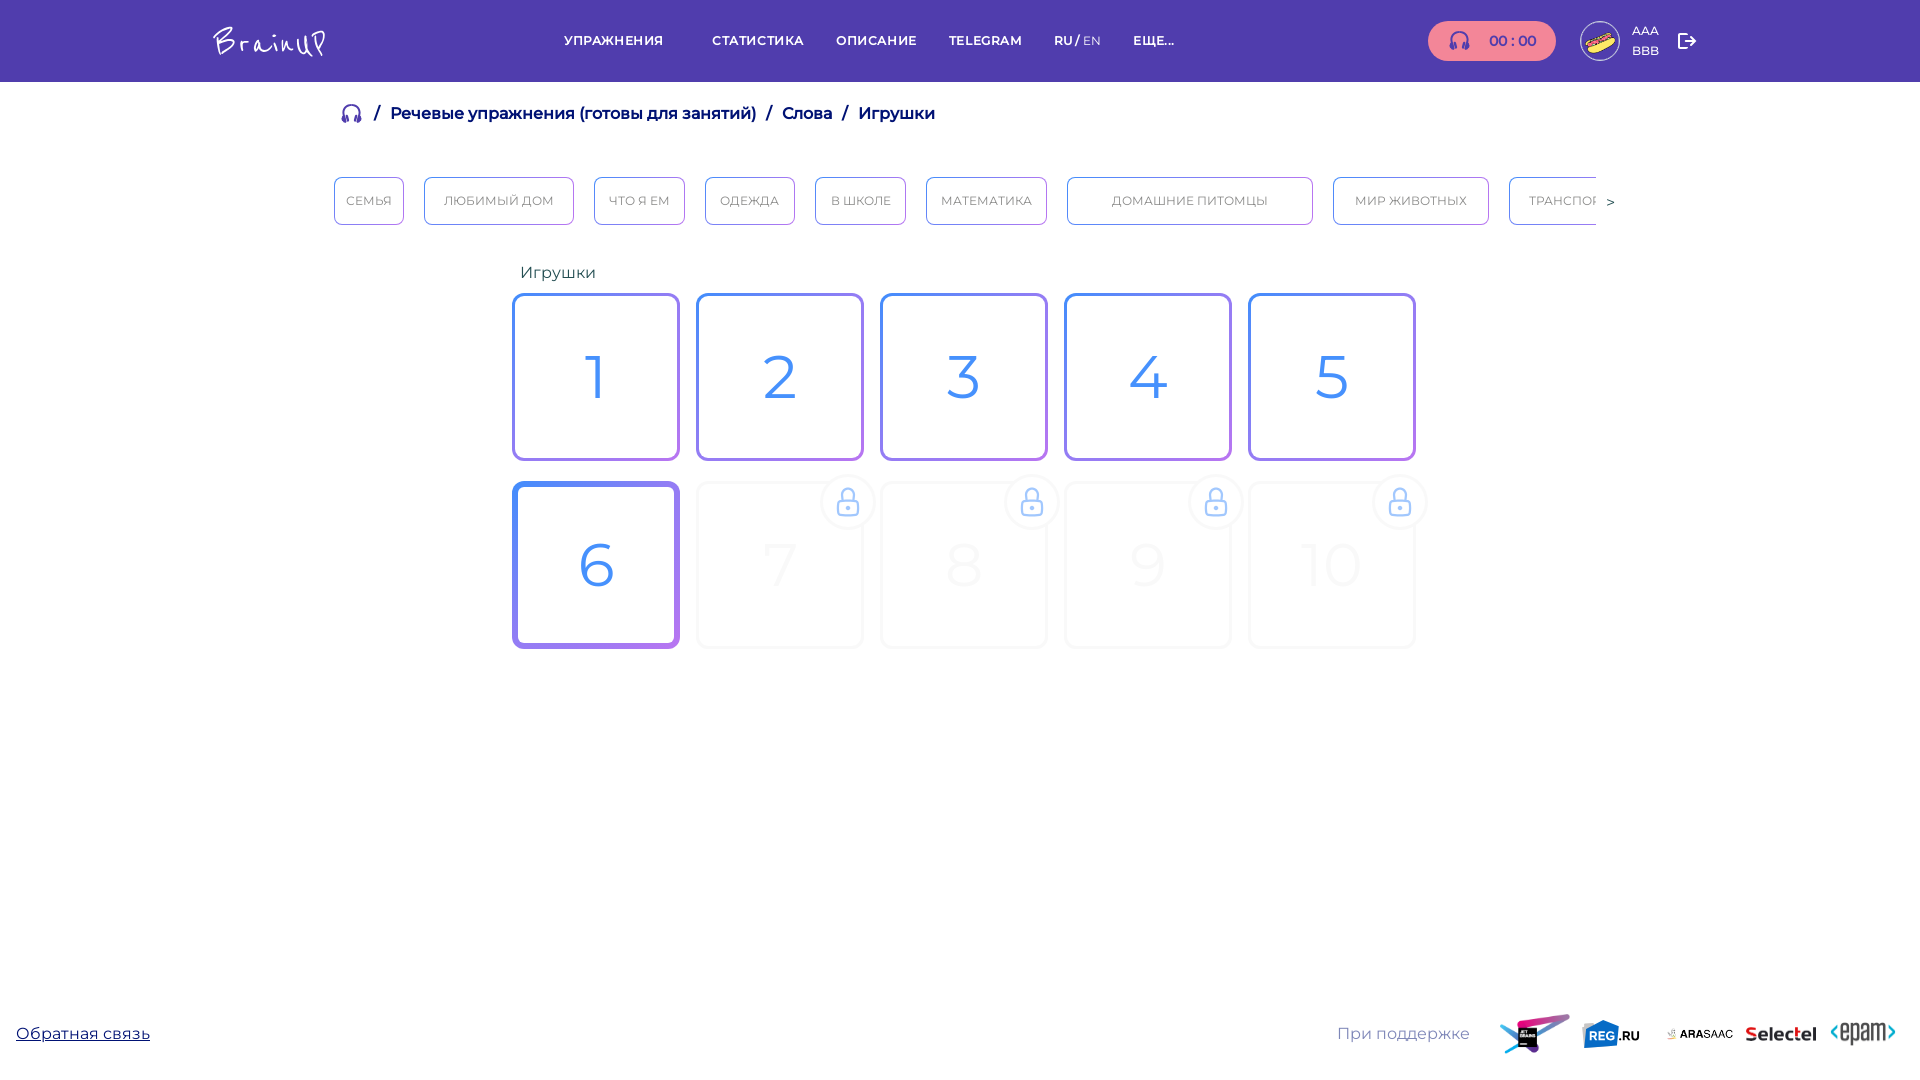 BrainUP
УПРАЖНЕНИЯ СТАТИСТИКА ОПИСАНИЕ TELEGRAM RU / EN ЕЩЕ...
00 : 00
AAA
BBB
/ Речевые упражнения (готовы для занятий) / Слова / Игрушки
СЕМЬЯ ЛЮБИМЫЙ ДОМ ЧТО Я ЕМ ОДЕЖДА В ШКОЛЕ МАТЕМАТИКА ДОМАШНИЕ ПИТОМЦЫ МИР ЖИВОТНЫХ ТРАНСПОР >
Игрушки
1 2 3 4 5
6 7 8 9 10
Обратная связь
При поддержке
JET BRAINS
REG.RU
ARASAAC
Selectel
<epam>